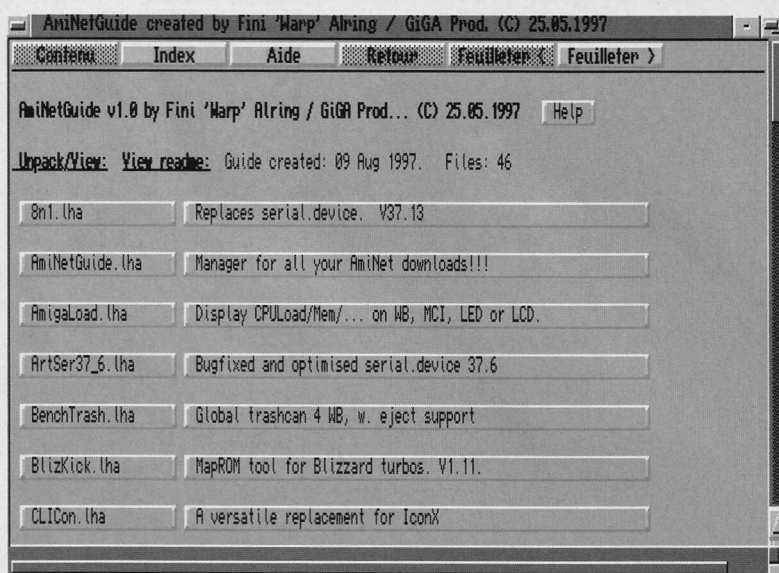 AmiNetGuide created by Fini 'Warp' Alring / GiGA Prod. (C) 25.05.1997
Contenu Index Aide Retour Feuilleter < Feuilleter >
AmiNetGuide v1.0 by Fini 'Warp' Alring / GiGA Prod... (C) 25.05.1997 Help
Unpack/View: View readme: Guide created: 09 Aug 1997. Files: 46
8n1.lha Replaces serial.device. V37.13
AmiNetGuide.lha Manager for all your AmiNet downloads!!!
AmigaLoad.lha Display CPULoad/Mem/... on WB, MCI, LED or LCD.
ArtSer37_6.lha Bugfixed and optimised serial.device 37.6
BenchTrash.lha Global trashcan 4 WB, w. eject support
BlizKick.lha MapROM tool for Blizzard turbos. V1.11.
CLICon.lha A versatile replacement for IconX